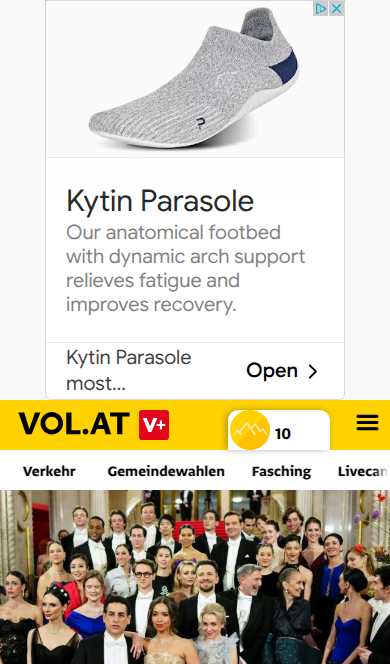 Kytin Parasole
Our anatomical footbed
with dynamic arch support
relieves fatigue and
improves recovery.
Kytin Parasole
most...
Open
VOL.AT V+
10
Verkehr Gemeindewahlen Fasching Livecam